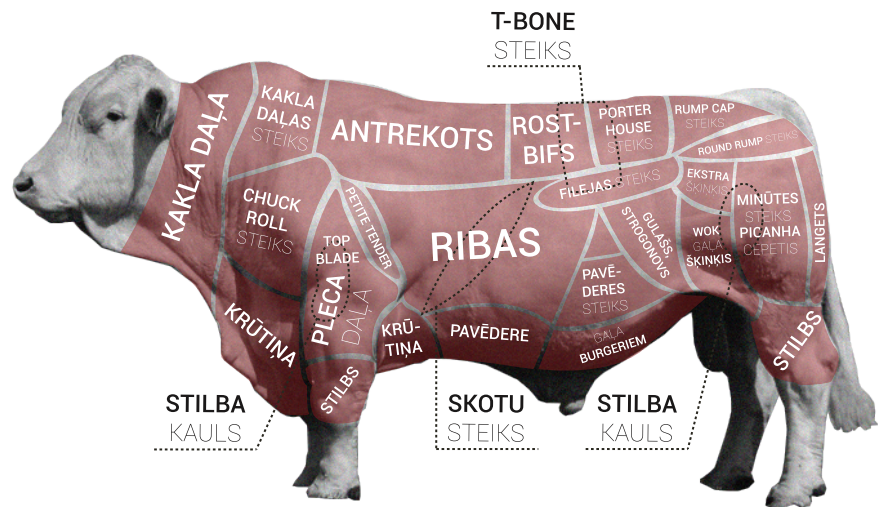 T-BONE
STEIKS
KAKLA DAĻA
KAKLA
DAĻAS
STEIKS
ANTREKOTS
ROST-
BIFS
PORTER
HOUSE
STEIKS
RUMP CAP
STEIKS
ROUND RUMP STEIKS
FILEJAS STEIKS
EKSTRA
ŠĶIŅĶIS
CHUCK
ROLL
STEIKS
PETITE TENDER
TOP
BLADE
PLECA
DAĻA
RIBAS
GULAŠS,
STROGONOVS
WOK
GAĻA
ŠĶIŅĶIS
MINŪTES
STEIKS
PICANHA
CEPETIS
LANGETS
PAVĒ-
DERES
STEIKS
KRŪTIŅA
KRŪ-
TIŅA
PAVĒDERE
GAĻA
BURGERIEM
STILBS
STILBS
STILBA
KAULS
SKOTU
STEIKS
STILBA
KAULS